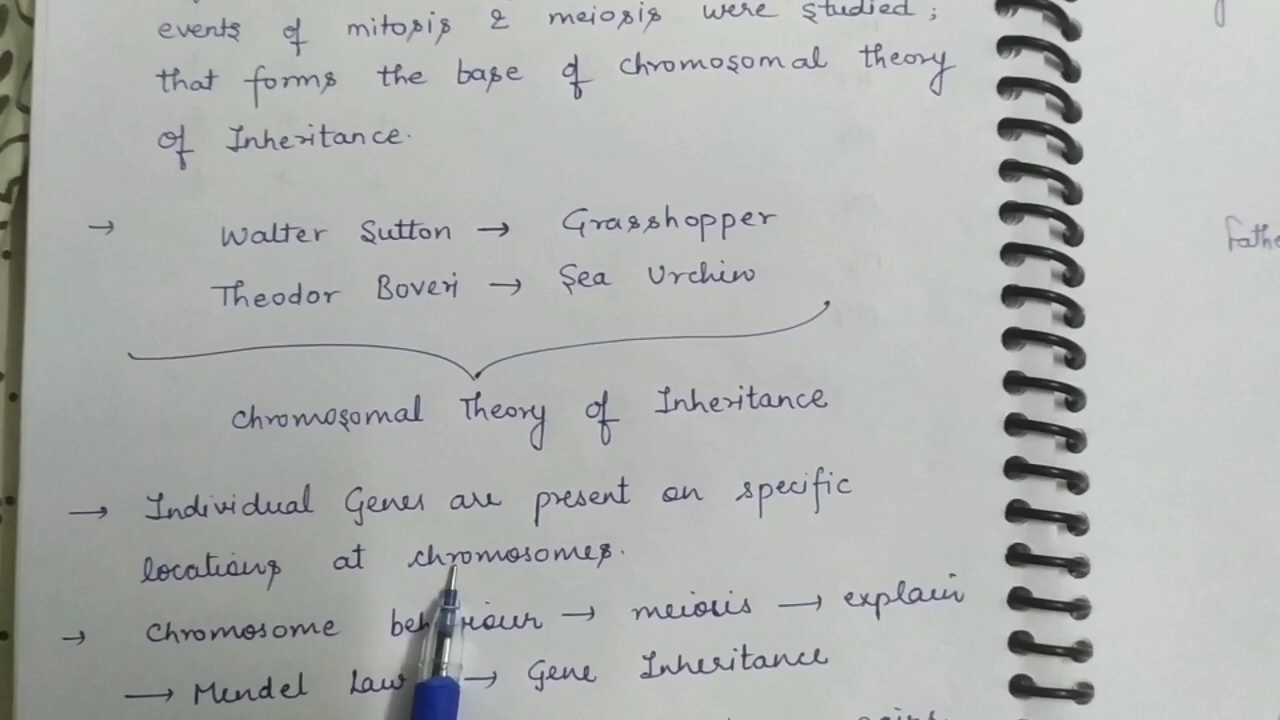 events of mitosis & meiosis were studied;
that forms the base of chromosomal theory
of Inheritance.
→ Walter Sutton → Grasshopper
Theodor Boveri → Sea Urchin
Chromosomal Theory of Inheritance
→ Individual Genes are present on specific
locations at chromosomes.
→ Chromosome → meiosis → explain
→ Mendel Law → Gene Inheritance